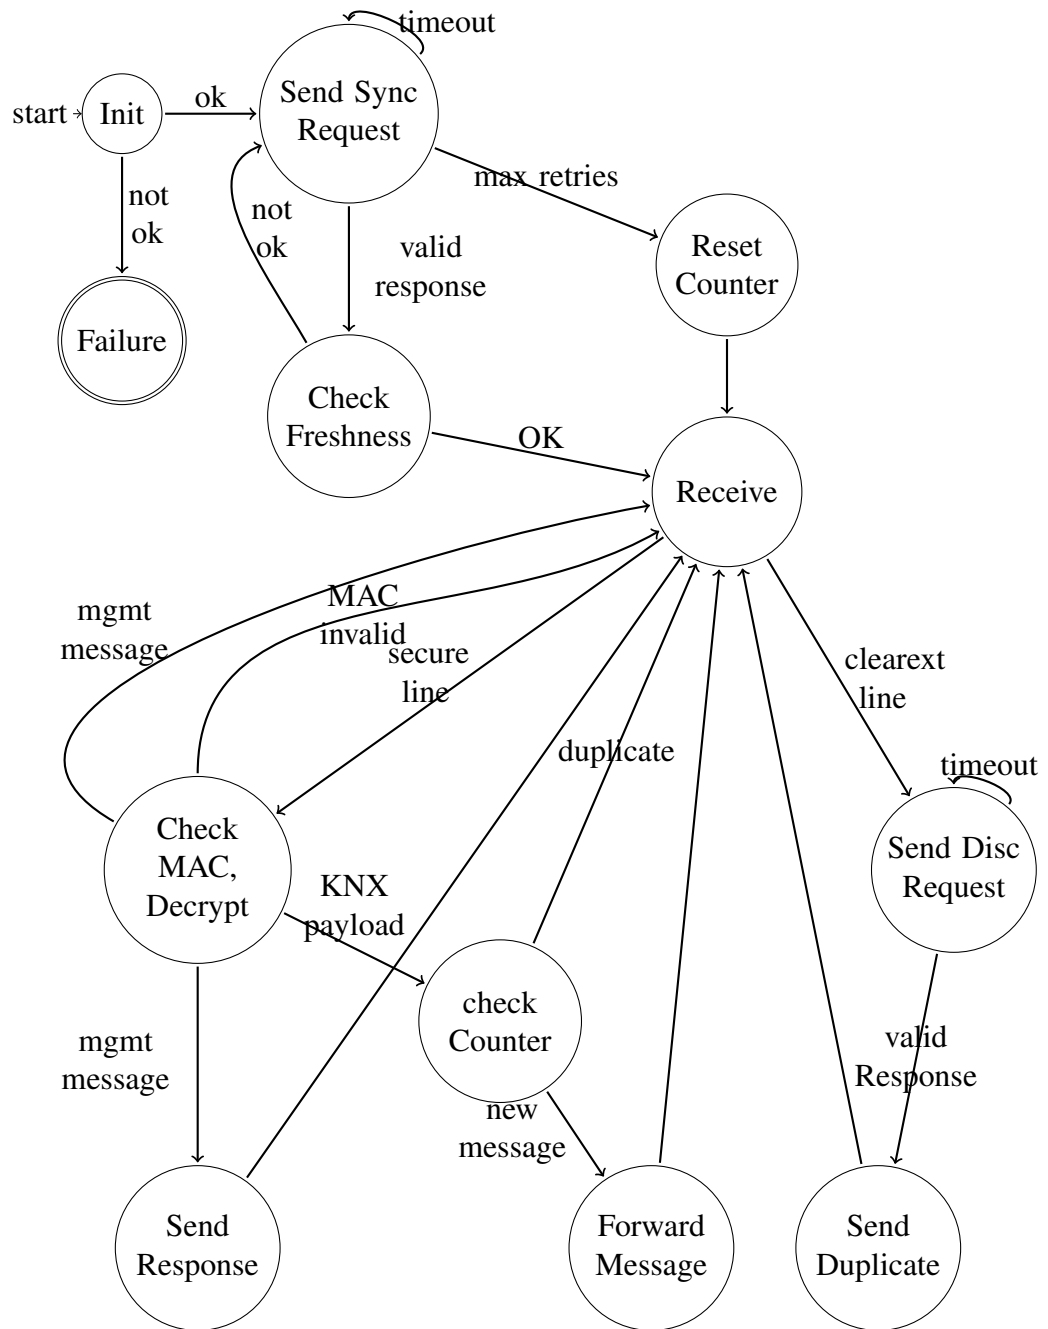 timeout
Send Sync
Request
start
Init
ok
not
ok
not
ok
max retries
valid
response
Reset
Counter
Failure
Check
Freshness
OK
Receive
mgmt
message
MAC
invalid
secure
line
clearext
line
duplicate
timeout
Check
MAC,
Decrypt
Send Disc
Request
KNX
payload
check
Counter
mgmt
message
valid
Response
new
message
Send
Response
Forward
Message
Send
Duplicate